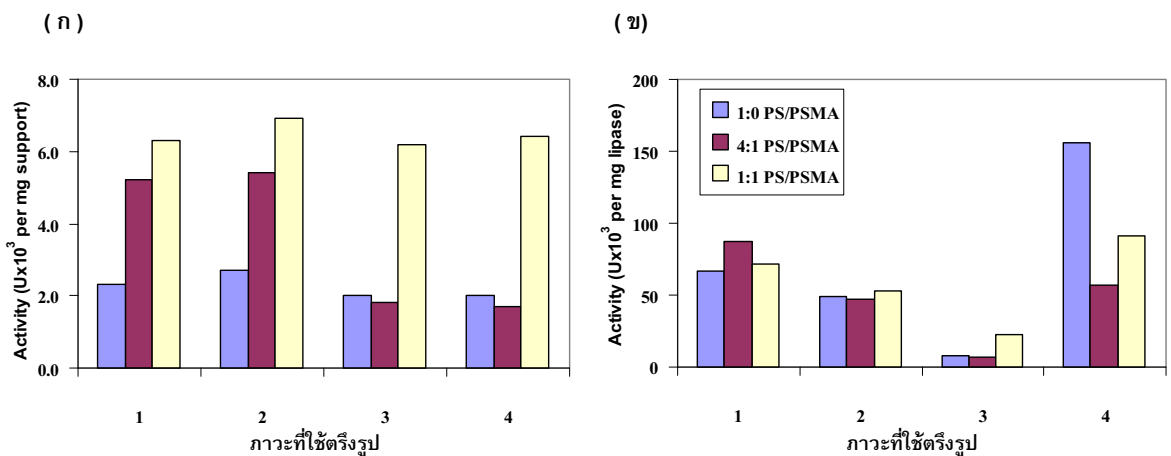 ( ก )
8.0
6.0
4.0
2.0
0.0
Activity (Ux10³ per mg support)
1 2 3 4
ภาวะที่ใช้ตรึงรูป
( ข)
200
150
100
50
0
Activity (Ux10³ per mg lipase)
1:0 PS/PSMA
4:1 PS/PSMA
1:1 PS/PSMA
1 2 3 4
ภาวะที่ใช้ตรึงรูป